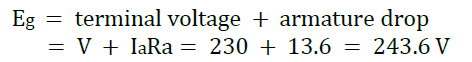 Eg = terminal voltage + armature drop
= V + IaRa = 230 + 13.6 = 243.6 V